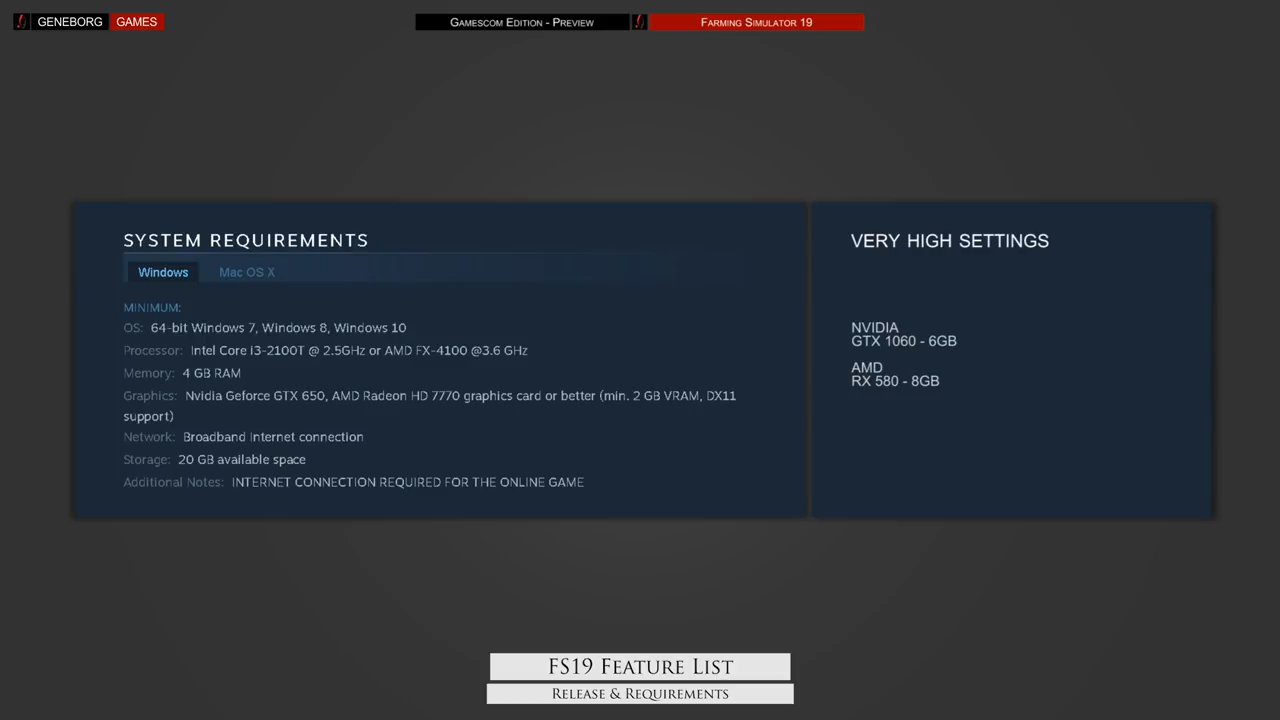 GENEBORG GAMES
Gamescom Edition - Preview
Farming Simulator 19
SYSTEM REQUIREMENTS
Windows Mac OS X
MINIMUM:
OS: 64-bit Windows 7, Windows 8, Windows 10
Processor: Intel Core i3-2100T @ 2.5GHz or AMD FX-4100 @3.6 GHz
Memory: 4 GB RAM
Graphics: Nvidia Geforce GTX 650, AMD Radeon HD 7770 graphics card or better (min. 2 GB VRAM, DX11
support)
Network: Broadband Internet connection
Storage: 20 GB available space
Additional Notes: INTERNET CONNECTION REQUIRED FOR THE ONLINE GAME
VERY HIGH SETTINGS
NVIDIA
GTX 1060 - 6GB
AMD
RX 580 - 8GB
FS19 Feature List
Release & Requirements